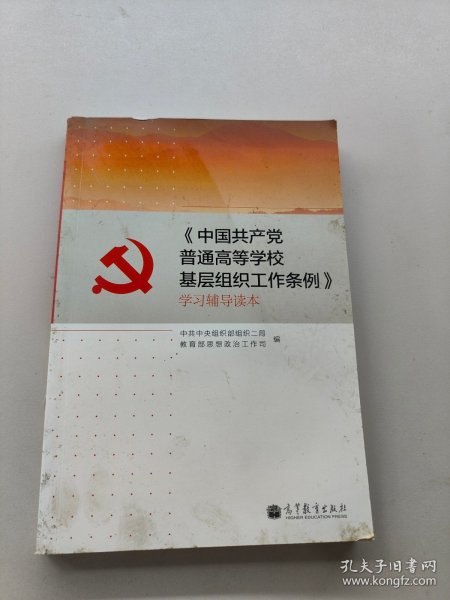 《中国共产党
普通高等学校
基层组织工作条例》
学习辅导读本
中共中央组织部组织二局
教育部思想政治工作司
编
高等教育出版社
HIGHER EDUCATION PRESS
孔夫子旧书网
www.kongfz.com